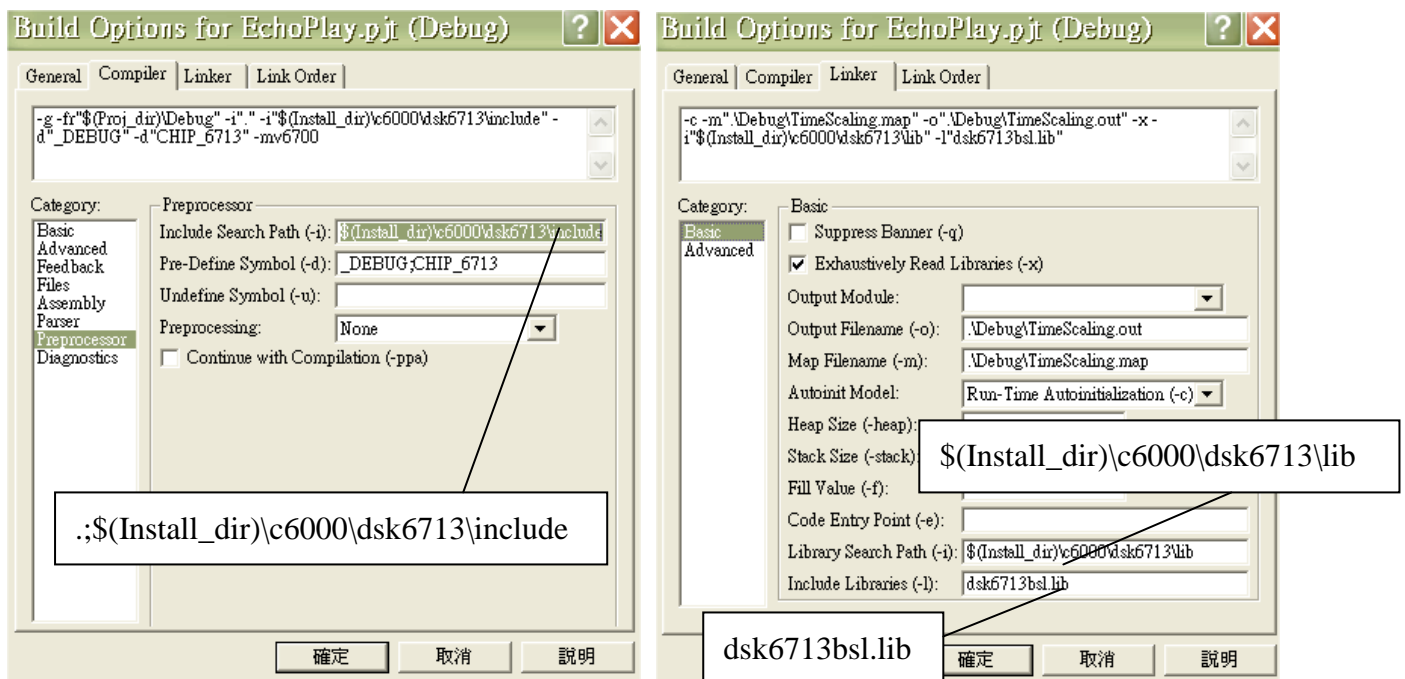 Build Options for EchoPlay.pjt (Debug)
General Compiler Linker Link Order
-g -fr"$(Proj_dir)\Debug" -i"." -i"$(Install_dir)\c6000\dsk6713\include" -
d"_DEBUG" -d"CHIP_6713" -mv6700
Category:
Basic
Advanced
Feedback
Files
Assembly
Parser
Preprocessor
Diagnostics
Preprocessor
Include Search Path (-i): $(Install_dir)\c6000\dsk6713\include
Pre-Define Symbol (-d): _DEBUG;CHIP_6713
Undefine Symbol (-u):
Preprocessing: None
Continue with Compilation (-ppa)
.;$(Install_dir)\c6000\dsk6713\include
確定 取消 説明
Build Options for EchoPlay.pjt (Debug)
General Compiler Linker Link Order
-c -m".\Debug\TimeScaling.map" -o".\Debug\TimeScaling.out" -x -
i"$(Install_dir)\c6000\dsk6713\lib" -l"dsk6713bsl.lib"
Category:
Basic
Advanced
Basic
Suppress Banner (-q)
Exhaustively Read Libraries (-x)
Output Module:
Output Filename (-o): .\Debug\TimeScaling.out
Map Filename (-m): .\Debug\TimeScaling.map
Autoinit Model: Run-Time Autoinitialization (-c)
Heap Size (-heap):
Stack Size (-stack):
$(Install_dir)\c6000\dsk6713\lib
Fill Value (-f):
Code Entry Point (-e):
Library Search Path (-i): $(Install_dir)\c6000\dsk6713\lib
Include Libraries (-l): dsk6713bsl.lib
dsk6713bsl.lib
確定 取消 説明